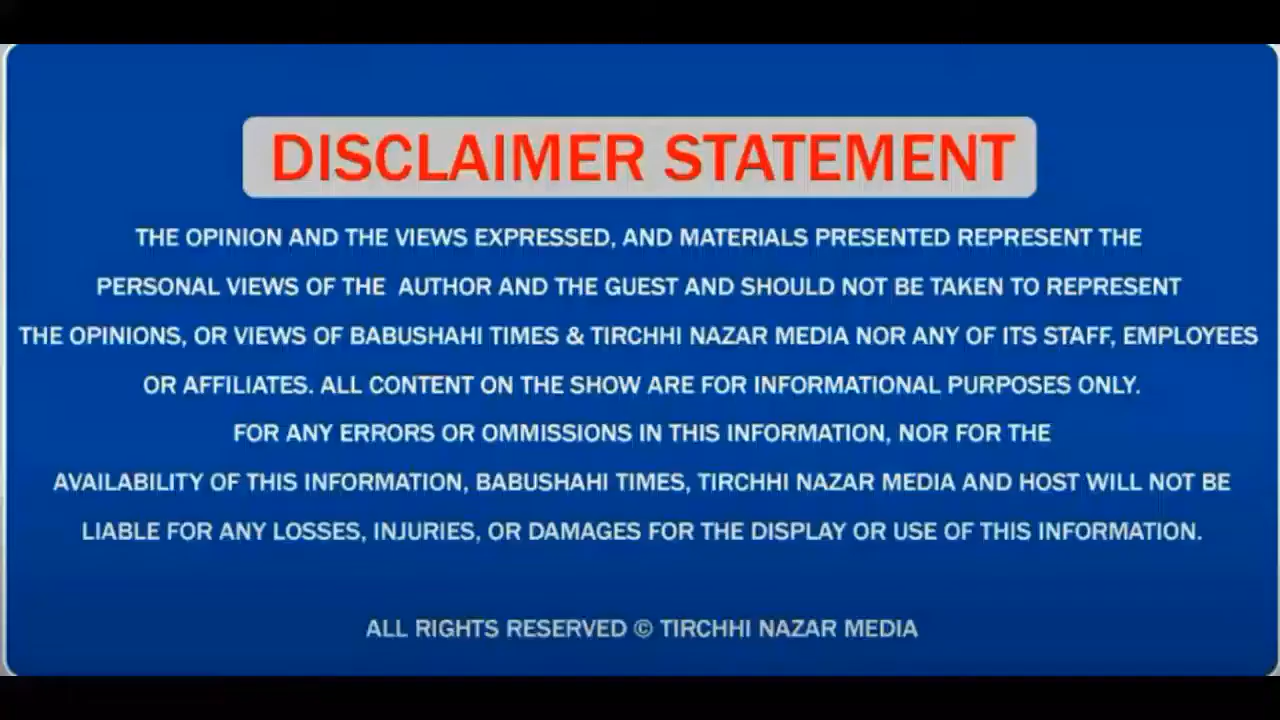 DISCLAIMER STATEMENT
THE OPINION AND THE VIEWS EXPRESSED, AND MATERIALS PRESENTED REPRESENT THE
PERSONAL VIEWS OF THE AUTHOR AND THE GUEST AND SHOULD NOT BE TAKEN TO REPRESENT
THE OPINIONS, OR VIEWS OF BABUSHAHI TIMES & TIRCHHI NAZAR MEDIA NOR ANY OF ITS STAFF, EMPLOYEES
OR AFFILIATES. ALL CONTENT ON THE SHOW ARE FOR INFORMATIONAL PURPOSES ONLY.
FOR ANY ERRORS OR OMMISSIONS IN THIS INFORMATION, NOR FOR THE
AVAILABILITY OF THIS INFORMATION, BABUSHAHI TIMES, TIRCHHI NAZAR MEDIA AND HOST WILL NOT BE
LIABLE FOR ANY LOSSES, INJURIES, OR DAMAGES FOR THE DISPLAY OR USE OF THIS INFORMATION.
ALL RIGHTS RESERVED © TIRCHHI NAZAR MEDIA